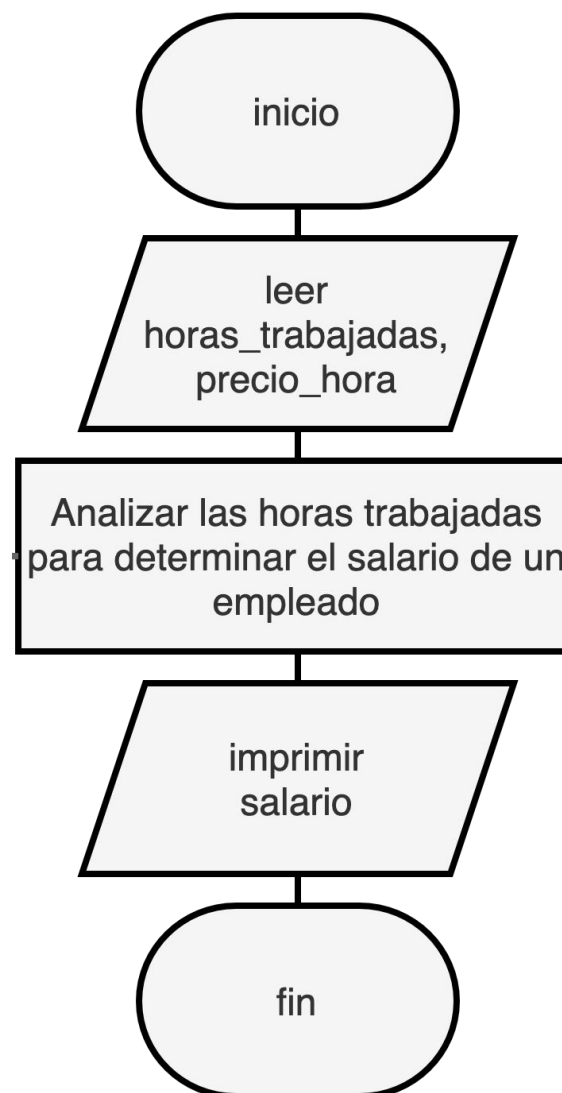 inicio
leer
horas_trabajadas,
precio_hora
Analizar las horas trabajadas
para determinar el salario de un
empleado
imprimir
salario
fin